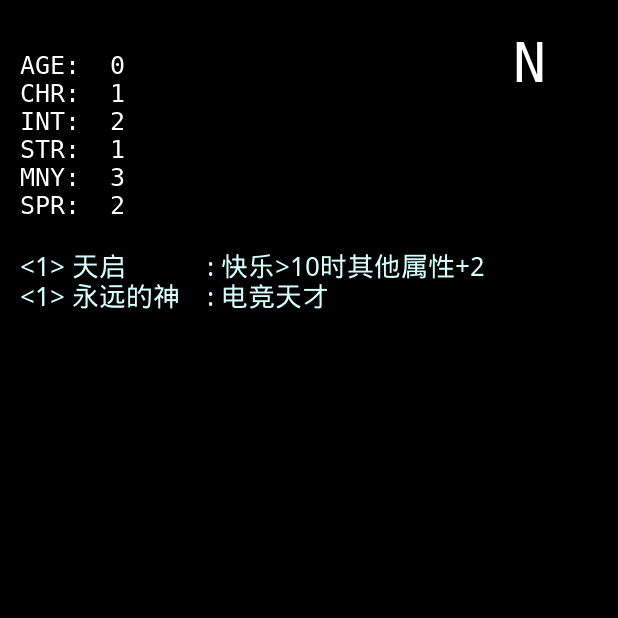 N
AGE: 0
CHR: 1
INT: 2
STR: 1
MNY: 3
SPR: 2
<1> 天启 : 快乐>10时其他属性+2
<1> 永远的神 : 电竞天才